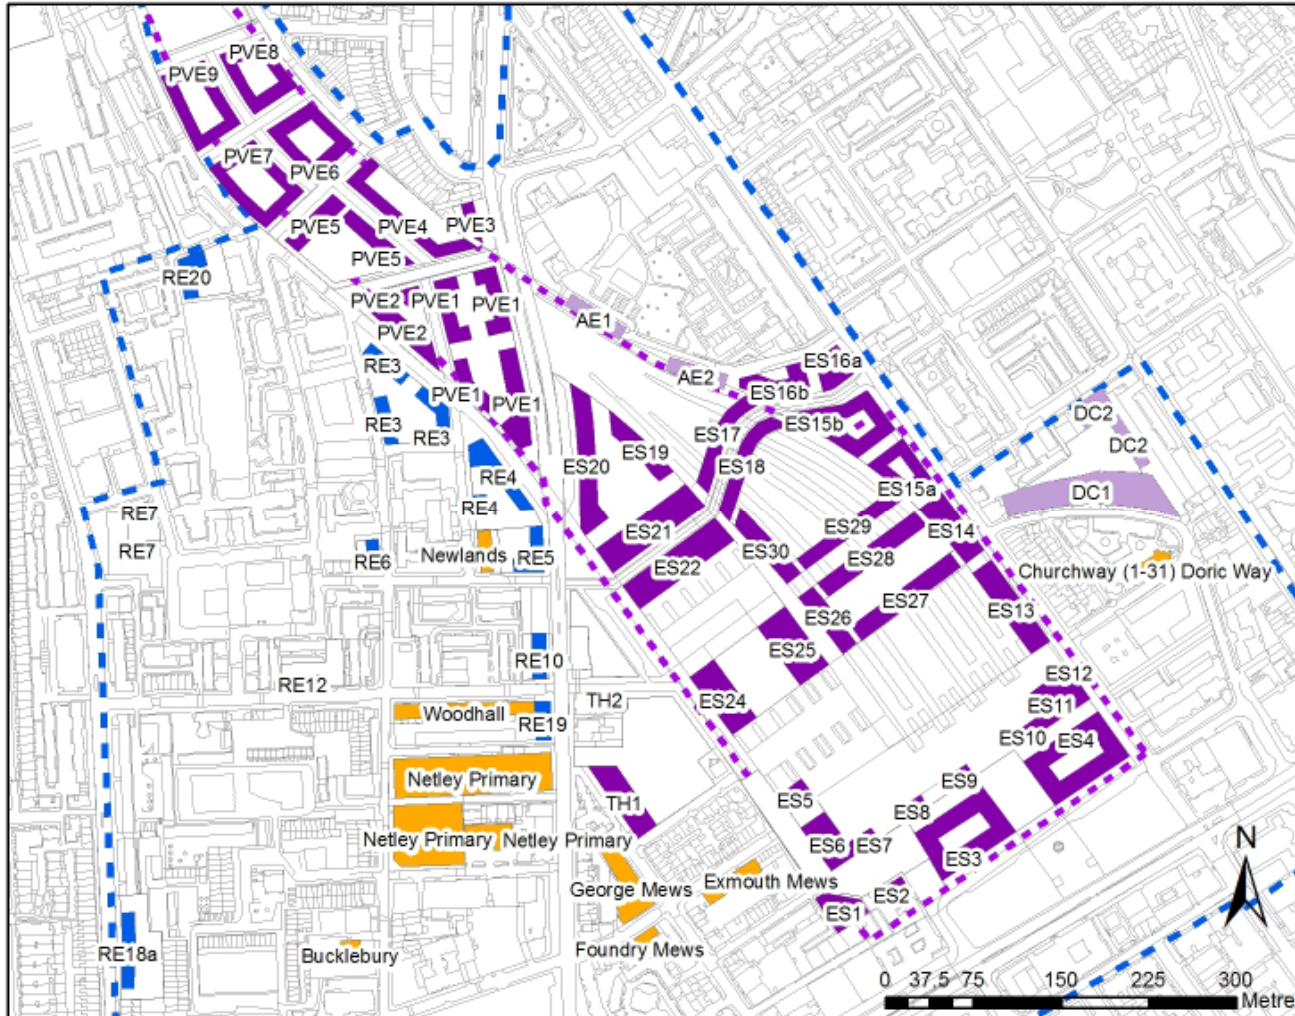 PVE8
PVE9
PVE7
PVE6
PVE5
PVE4
PVE3
PVE5
RE20
PVE2
PVE1
PVE1
AE1
PVE2
RE3
AE2
ES16a
ES16b
PVE1
PVE1
RE3
RE3
ES17
ES15b
DC2
DC2
ES19
ES20
ES18
RE4
RE4
ES15a
DC1
RE7
RE7
ES21
ES29
ES14
RE6
Newlands
RE5
ES22
ES30
ES28
Churchway (1-31) Doric Way
ES27
ES26
ES13
ES25
RE10
RE12
ES12
TH2
ES24
ES11
Woodhall
RE19
ES10
ES4
Netley Primary
ES9
ES5
TH1
ES8
Netley Primary
Netley Primary
ES6
ES7
ES3
N
George Mews
Exmouth Mews
ES2
ES1
RE18a
Bucklebury
Foundry Mews
0 37.5 75 150 225 300
Metre